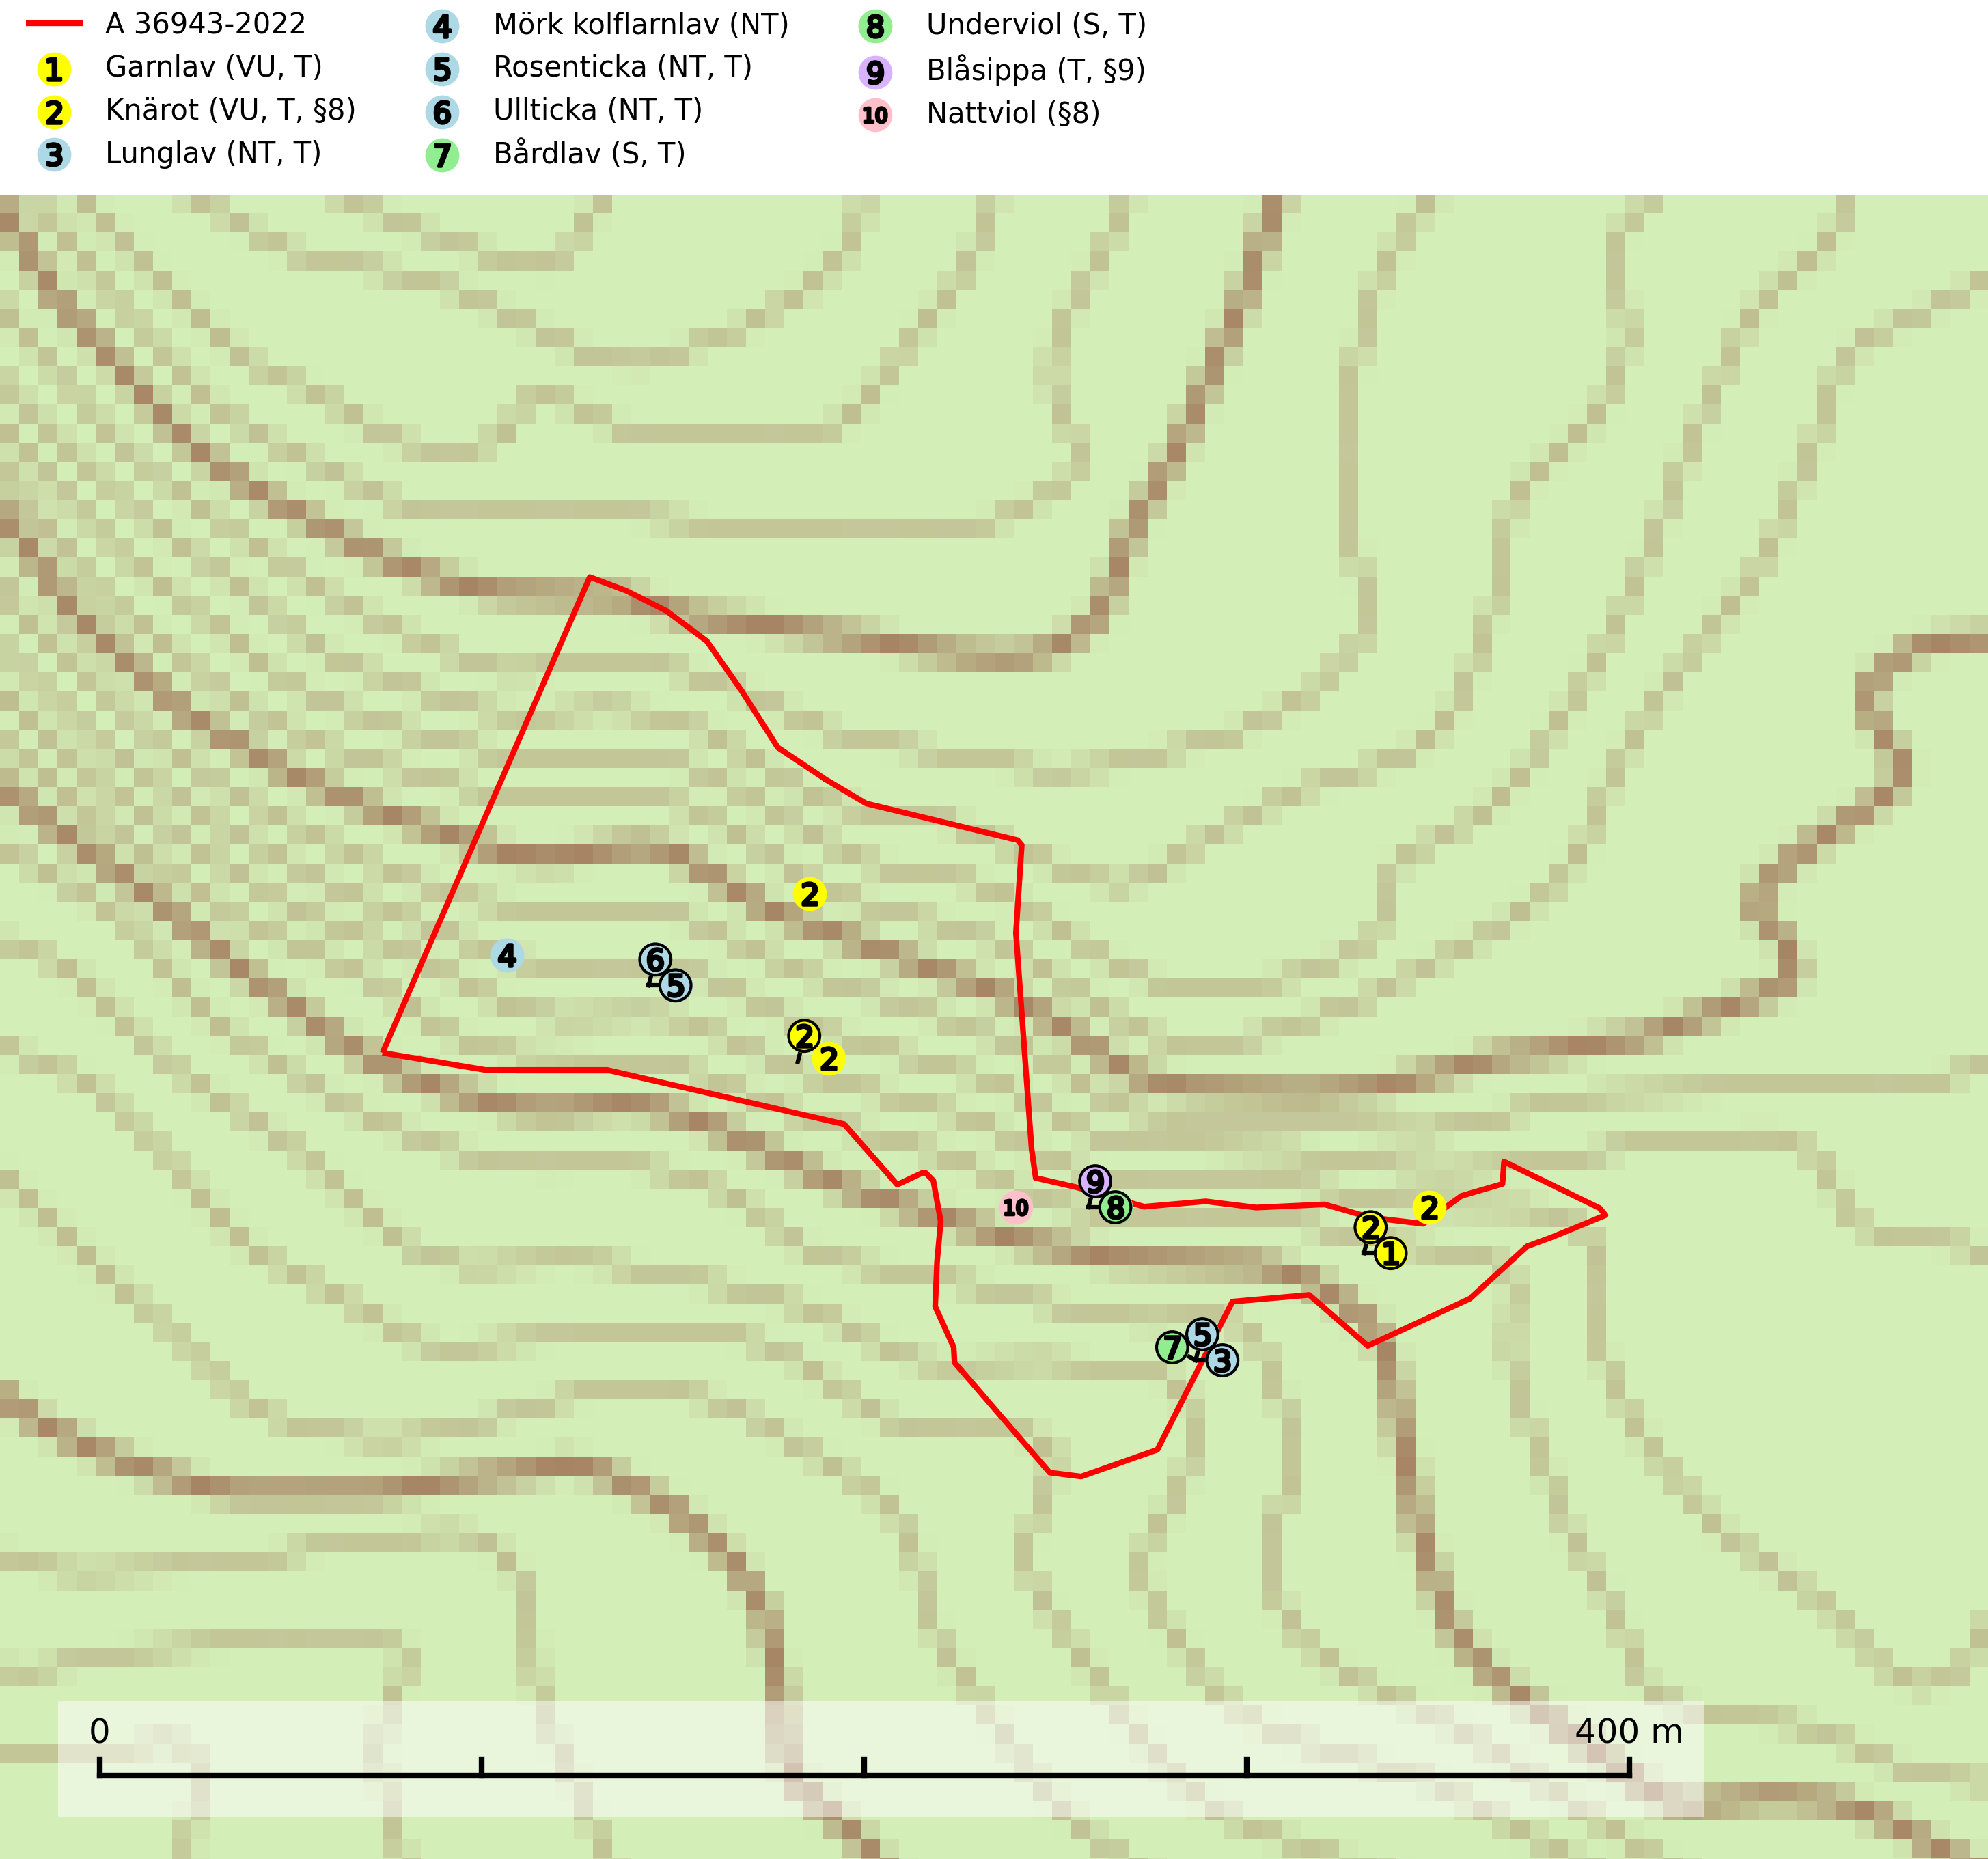 A 36943-2022
1 Garnlav (VU, T)
2 Knärot (VU, T, §8)
3 Lunglav (NT, T)
4 Mörk kolflarnlav (NT)
5 Rosenticka (NT, T)
6 Ullticka (NT, T)
7 Bårdlav (S, T)
8 Underviol (S, T)
9 Blåsippa (T, §9)
10 Nattviol (§8)
2
4
6
5
2
2
9
10
8
2
2
1
5
7
3
0
400 m